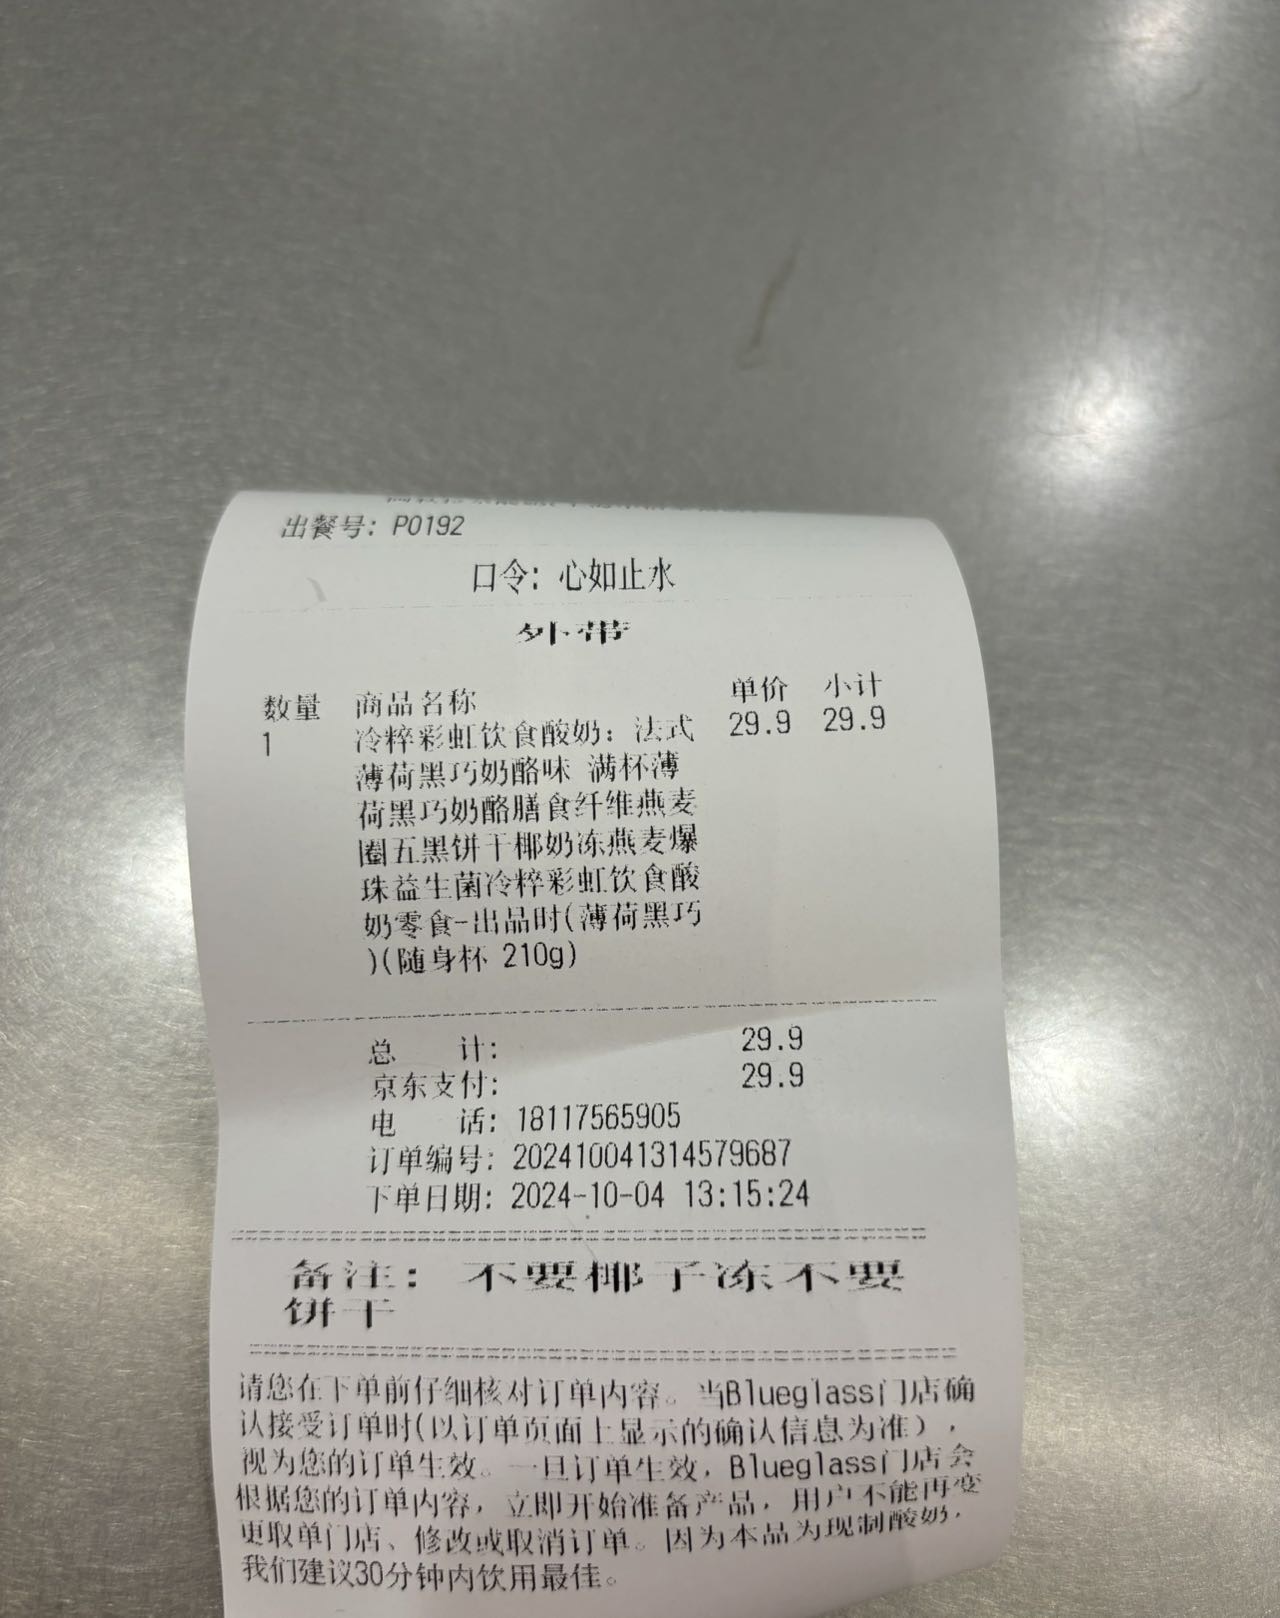 出餐号: P0192
口令: 心如止水
外带
数量 商品名称 单价 小计
1 冷粹彩虹饮食酸奶: 法式 29.9 29.9
薄荷黑巧奶酪味 满杯薄
荷黑巧奶酪膳食纤维燕麦
圈五黑饼干椰奶冻燕麦爆
珠益生菌冷粹彩虹饮食酸
奶零食-出品时(薄荷黑巧
)(随身杯 210g)
总 计: 29.9
京东支付: 29.9
电 话: 18117565905
订单编号: 202410041314579687
下单日期: 2024-10-04 13:15:24
备注: 不要椰子冻不要
饼干
请您在下单前仔细核对订单内容。当Blueglass门店确
认接受订单时(以订单页面上显示的确认信息为准),
视为您的订单生效。一旦订单生效, Blueglass门店会
根据您的订单内容, 立即开始准备产品, 用户不能再变
更取单门店、修改或取消订单。因为本品为现制酸奶,
我们建议30分钟内饮用最佳。